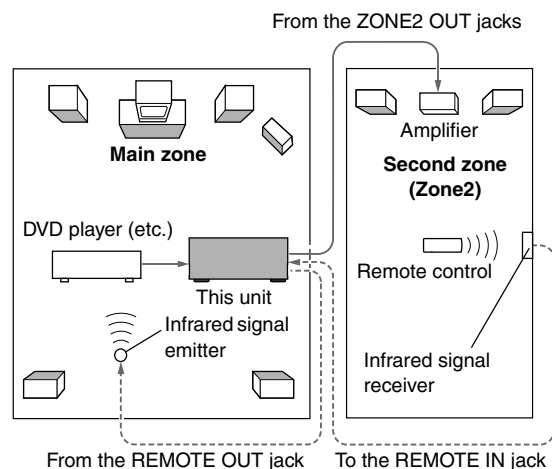 From the ZONE2 OUT jacks
Main zone
Amplifier
Second zone
(Zone2)
DVD player (etc.)
This unit
Remote control
Infrared signal
emitter
Infrared signal
receiver
From the REMOTE OUT jack
To the REMOTE IN jack